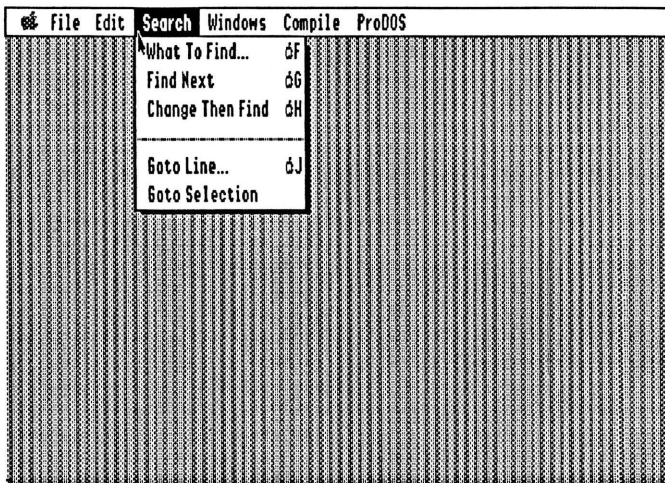 File Edit Search Windows Compile ProDOS
What To Find... F
Find Next G
Change Then Find H
Goto Line... J
Goto Selection